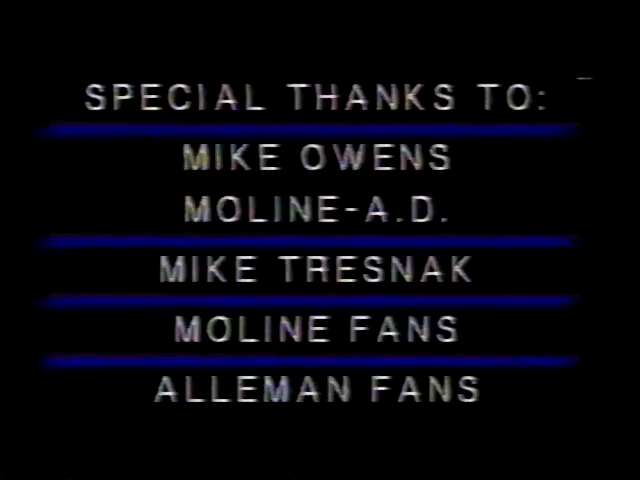 SPECIAL THANKS TO:
MIKE OWENS
MOLINE-A.D.
MIKE TRESNAK
MOLINE FANS
ALLEMAN FANS